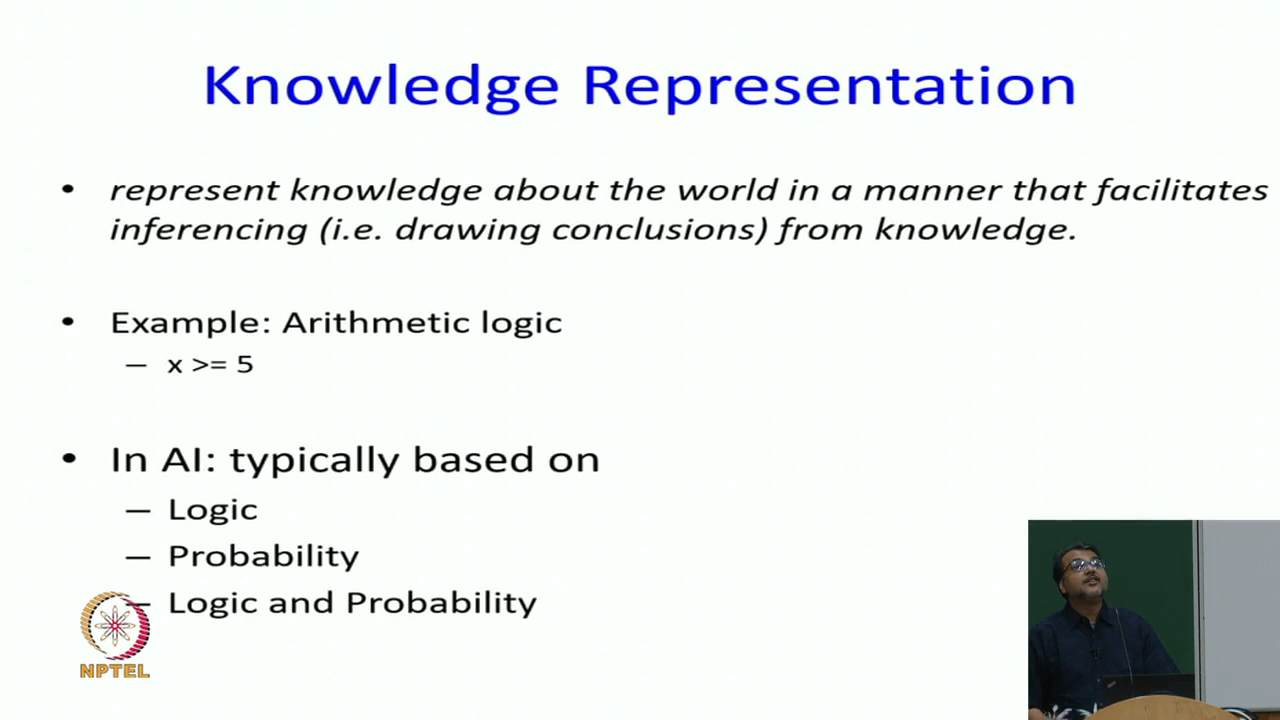 Knowledge Representation
• represent knowledge about the world in a manner that facilitates
inferencing (i.e. drawing conclusions) from knowledge.
• Example: Arithmetic logic
– x >= 5
• In AI: typically based on
– Logic
– Probability
– Logic and Probability
NPTEL